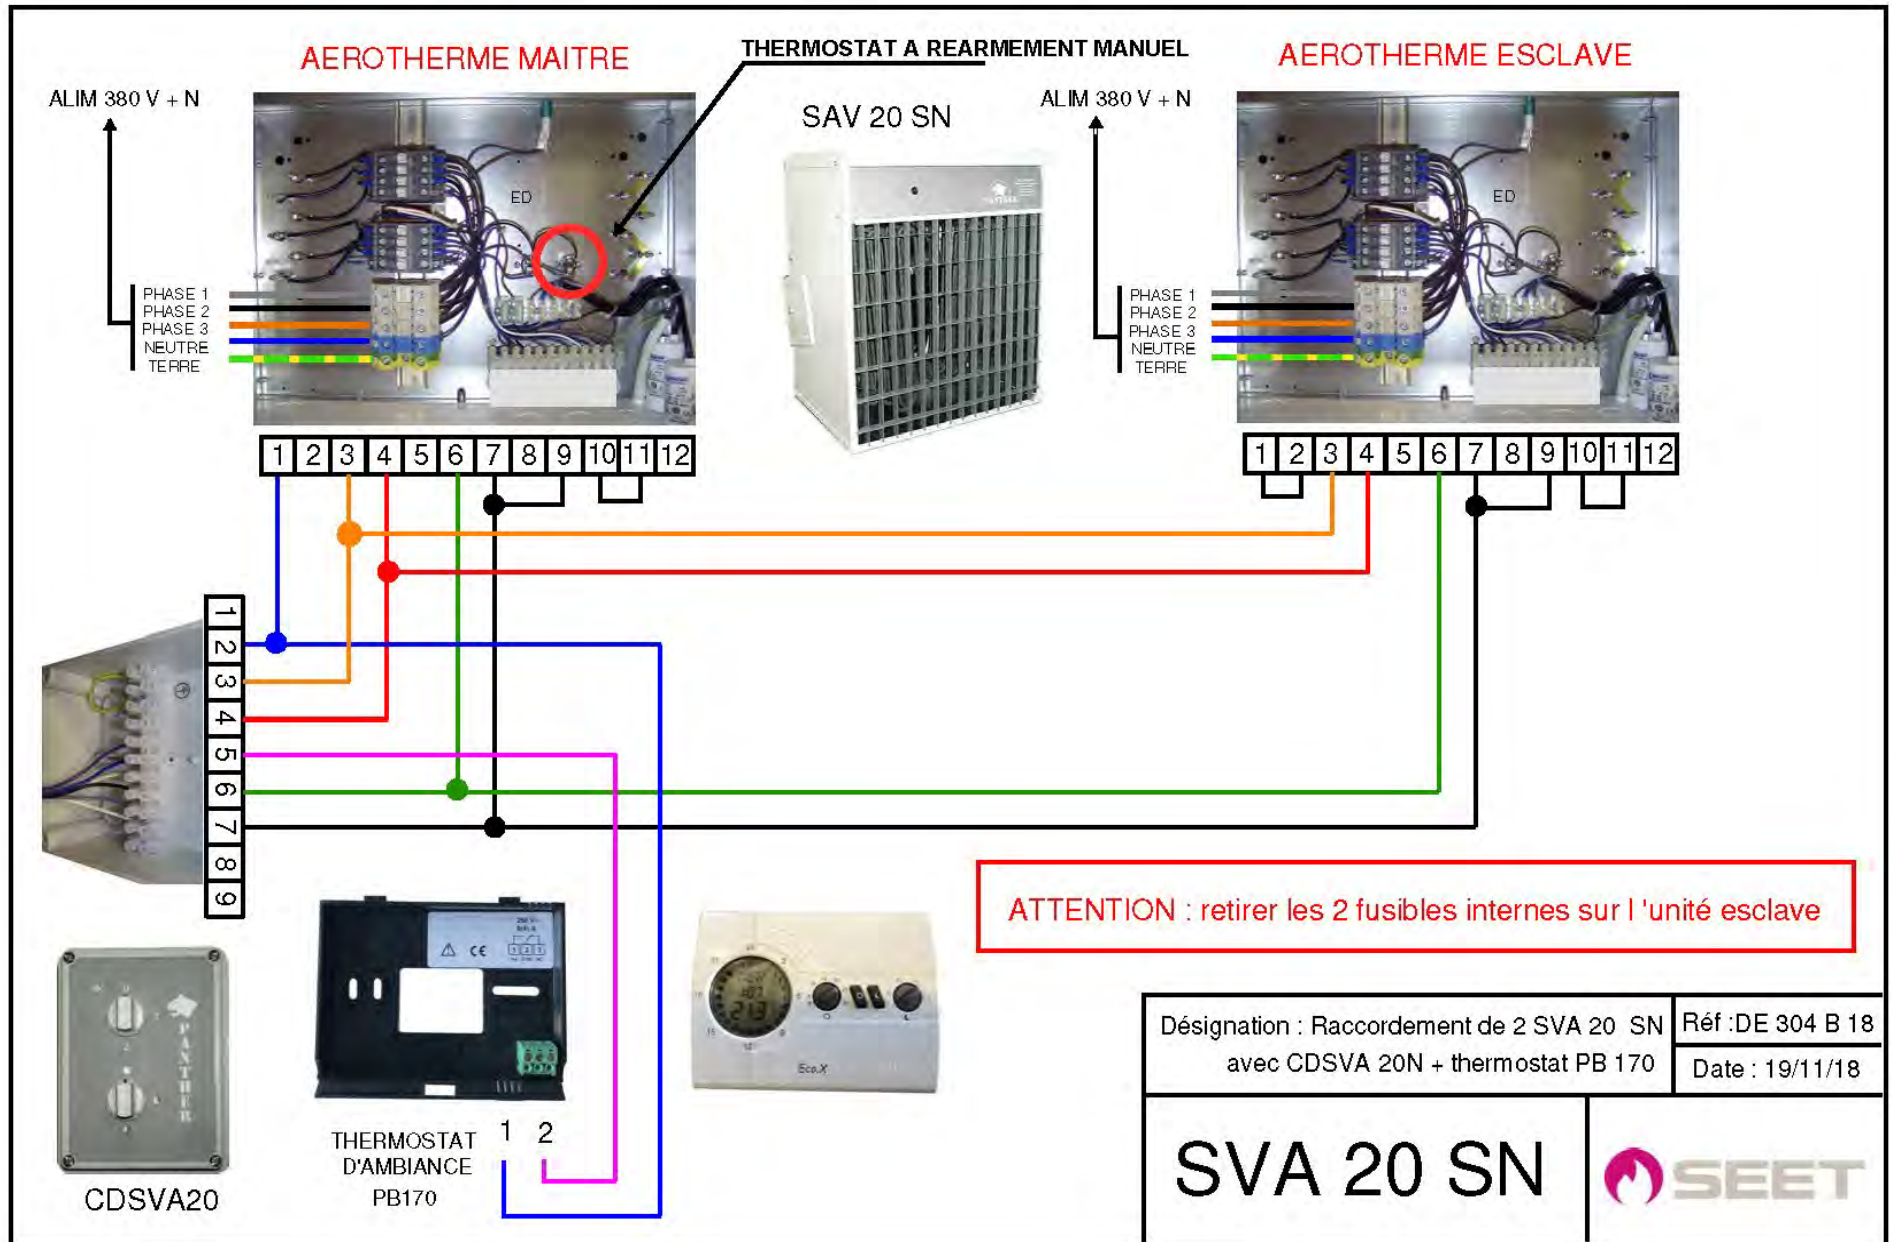 AEROTHERME MAITRE
THERMOSTAT A REARMEMENT MANUEL
AEROTHERME ESCLAVE
ALIM 380 V + N
SAV 20 SN
ALIM 380 V + N
ED
ED
PHASE 1
PHASE 2
PHASE 3
NEUTRE
TERRE
PHASE 1
PHASE 2
PHASE 3
NEUTRE
TERRE
1 2 3 4 5 6 7 8 9 10 11 12
1 2 3 4 5 6 7 8 9 10 11 12
1
2
3
4
5
6
7
8
9
ATTENTION : retirer les 2 fusibles internes sur l 'unité esclave
PANTHER
CDSVA20
CE
1 2
THERMOSTAT
D'AMBIANCE
PB170
21.3
Eco.X
Désignation : Raccordement de 2 SVA 20 SN
avec CDSVA 20N + thermostat PB 170
Réf :DE 304 B 18
Date : 19/11/18
SVA 20 SN
SEET